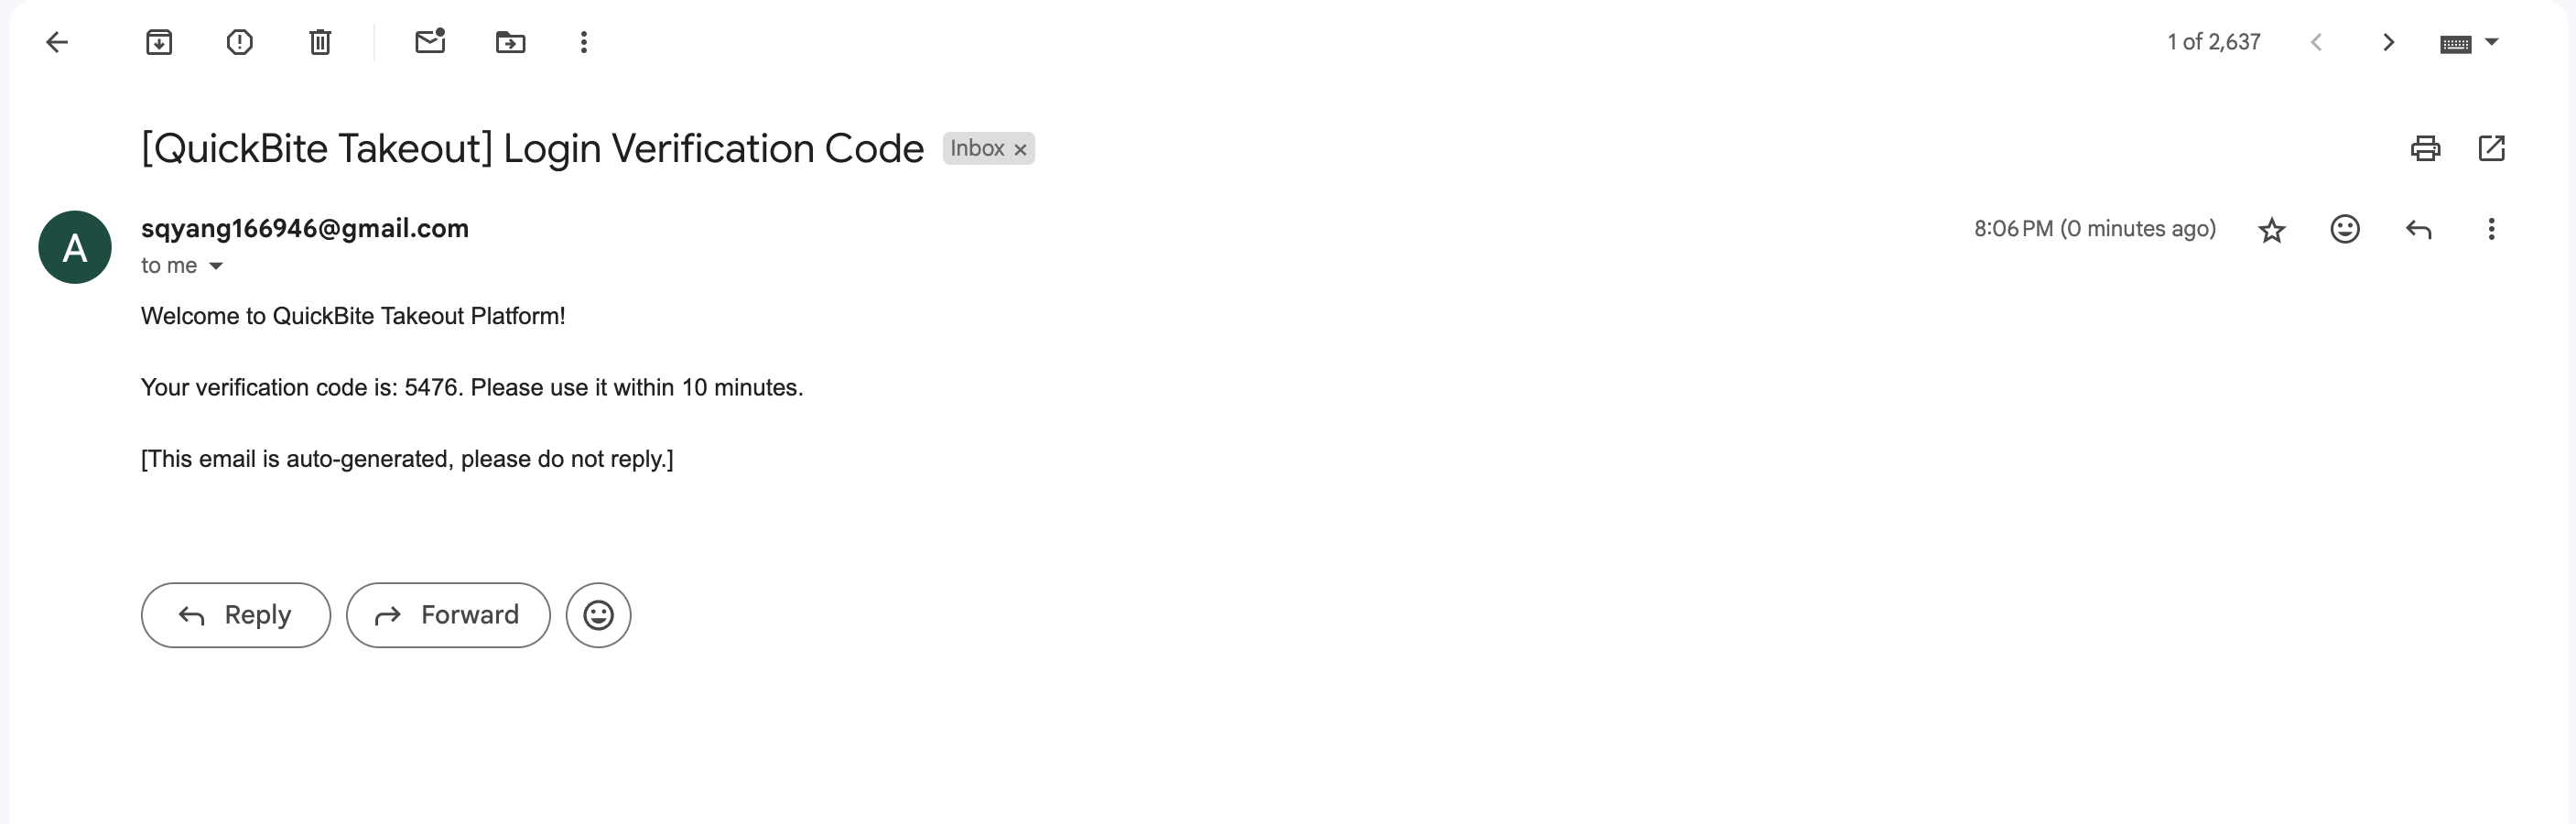 1 of 2,637
[QuickBite Takeout] Login Verification Code Inbox ×
A
sqyang166946@gmail.com 8:06 PM (0 minutes ago)
to me
Welcome to QuickBite Takeout Platform!
Your verification code is: 5476. Please use it within 10 minutes.
[This email is auto-generated, please do not reply.]
Reply Forward